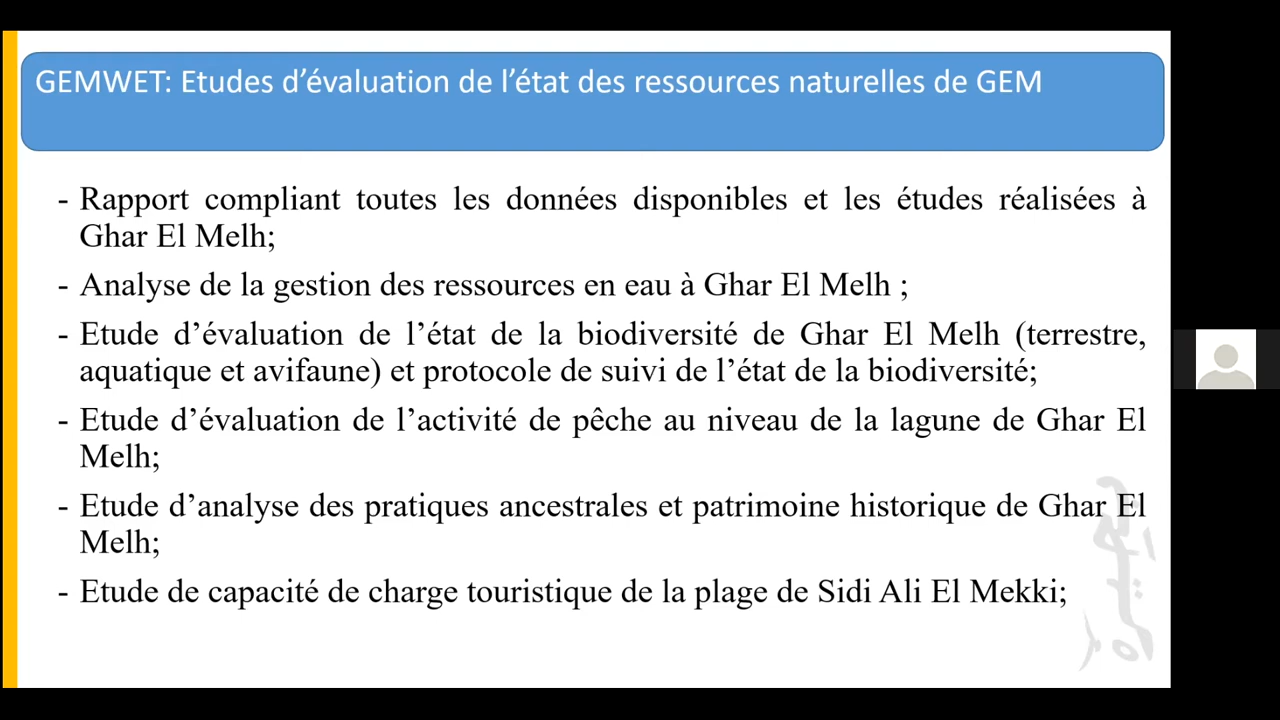 GEMWET: Etudes d’évaluation de l’état des ressources naturelles de GEM
- Rapport compliant toutes les données disponibles et les études réalisées à
Ghar El Melh;
- Analyse de la gestion des ressources en eau à Ghar El Melh ;
- Etude d’évaluation de l’état de la biodiversité de Ghar El Melh (terrestre,
aquatique et avifaune) et protocole de suivi de l’état de la biodiversité;
- Etude d’évaluation de l’activité de pêche au niveau de la lagune de Ghar El
Melh;
- Etude d’analyse des pratiques ancestrales et patrimoine historique de Ghar El
Melh;
- Etude de capacité de charge touristique de la plage de Sidi Ali El Mekki;